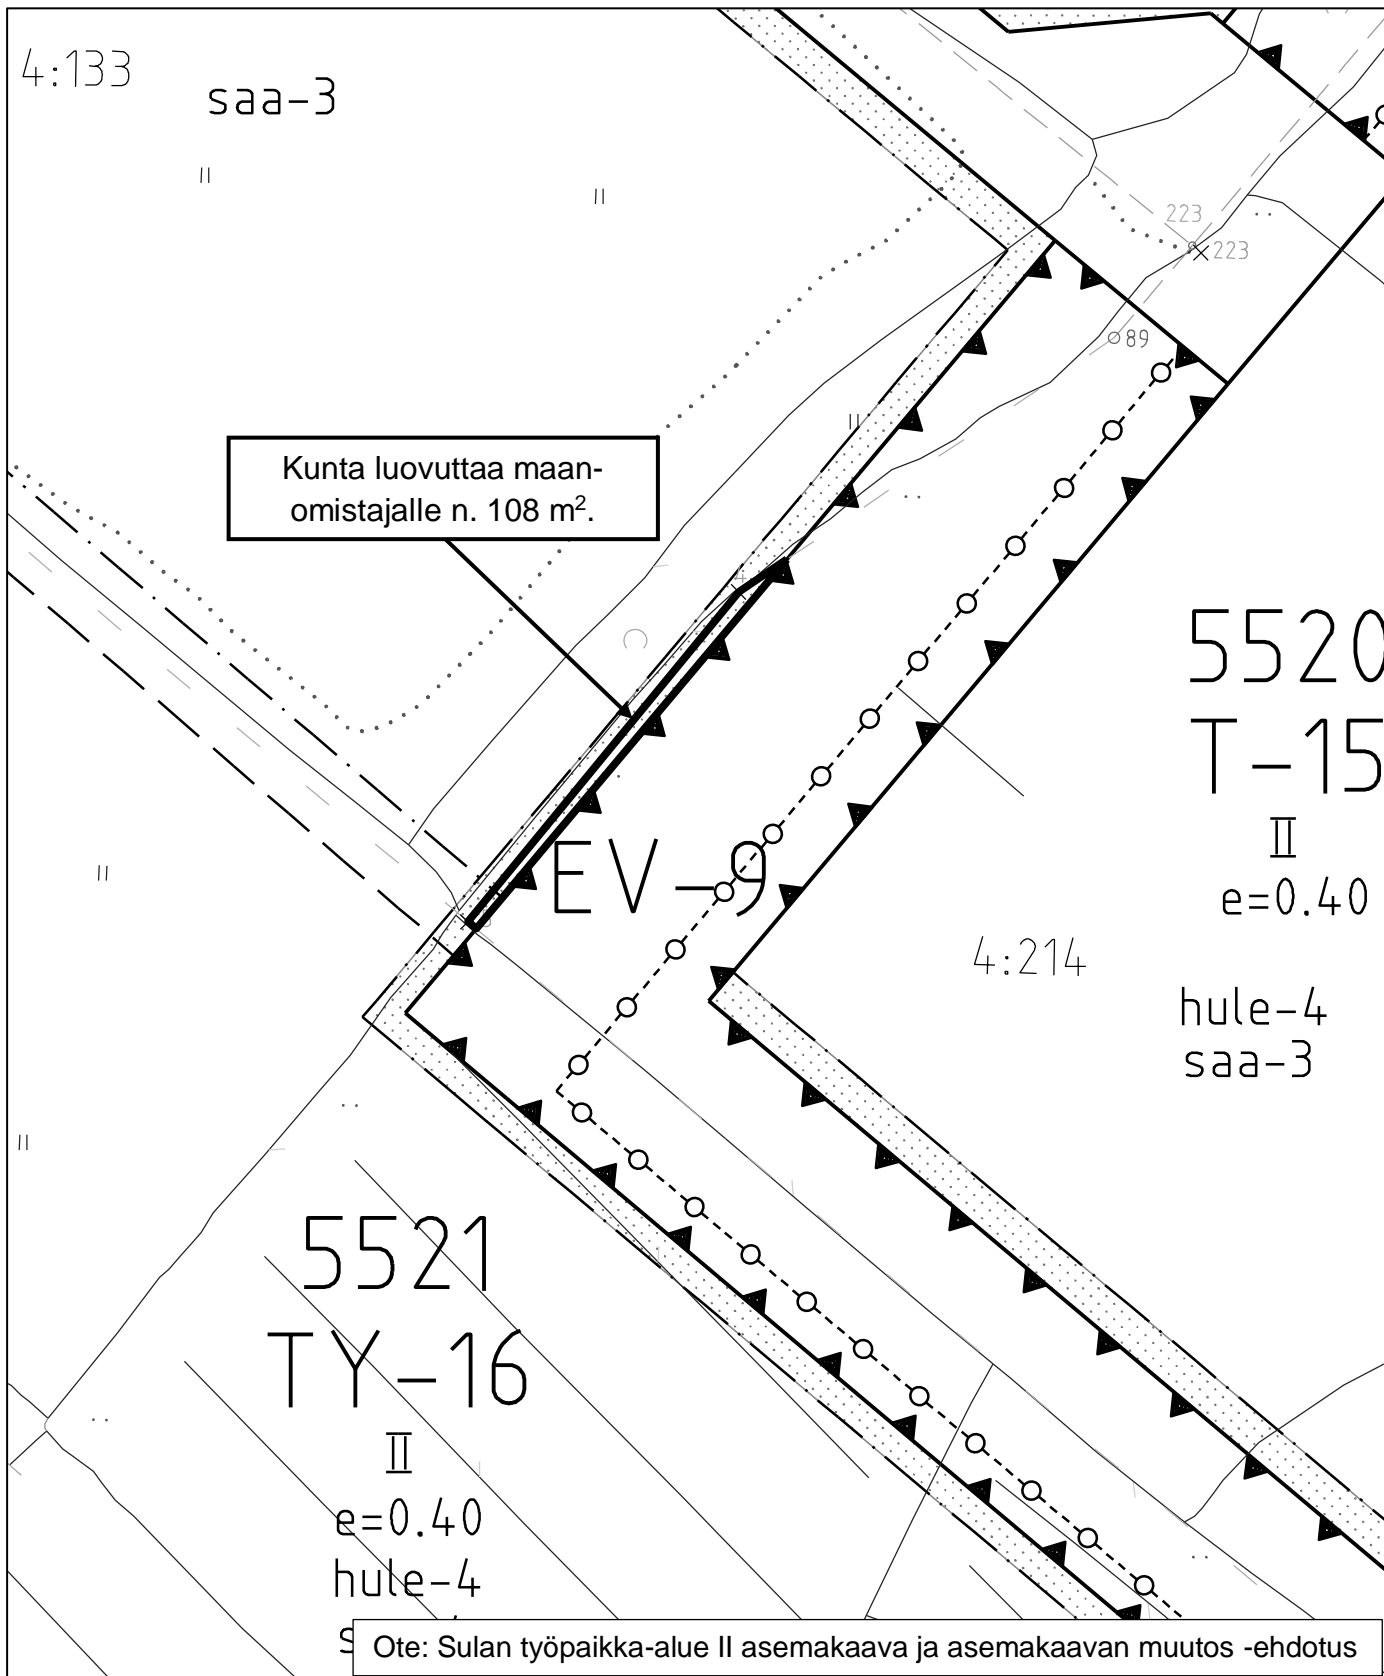 4:133
saa-3
223
223
89
Kunta luovuttaa maan-
omistajalle n. 108 m².
5520
T-15
II
e=0.40
EV-9
4:214
hule-4
saa-3
5521
TY-16
II
e=0.40
hule-4
Ote: Sulan työpaikka-alue II asemakaava ja asemakaavan muutos -ehdotus